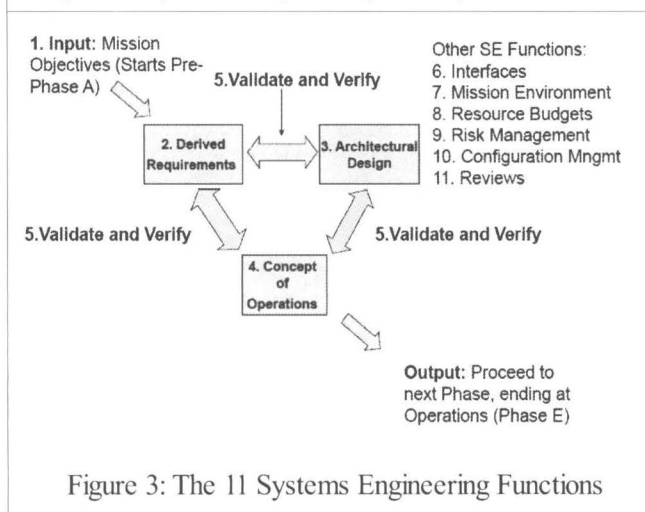 1. Input: Mission
Objectives (Starts Pre-
Phase A)
5.Validate and Verify
Other SE Functions:
6. Interfaces
7. Mission Environment
8. Resource Budgets
9. Risk Management
10. Configuration Mngmt
11. Reviews
2. Derived
Requirements
3. Architectural
Design
5.Validate and Verify
5.Validate and Verify
4. Concept
of
Operations
Output: Proceed to
next Phase, ending at
Operations (Phase E)
Figure 3: The 11 Systems Engineering Functions